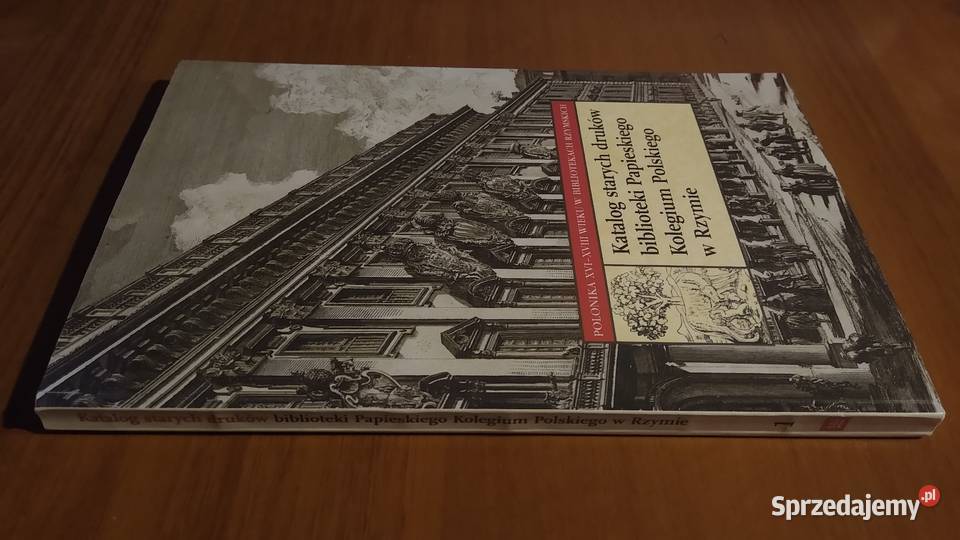 POLONIKA XVI-XVIII WIEKU W BIBLIOTEKACH RZYMSKICH
Katalog starych druków
biblioteki Papieskiego
Kolegium Polskiego
w Rzymie
Katalog starych druków biblioteki Papieskiego Kolegium Polskiego w Rzymie
1
Sprzedajemy.pl